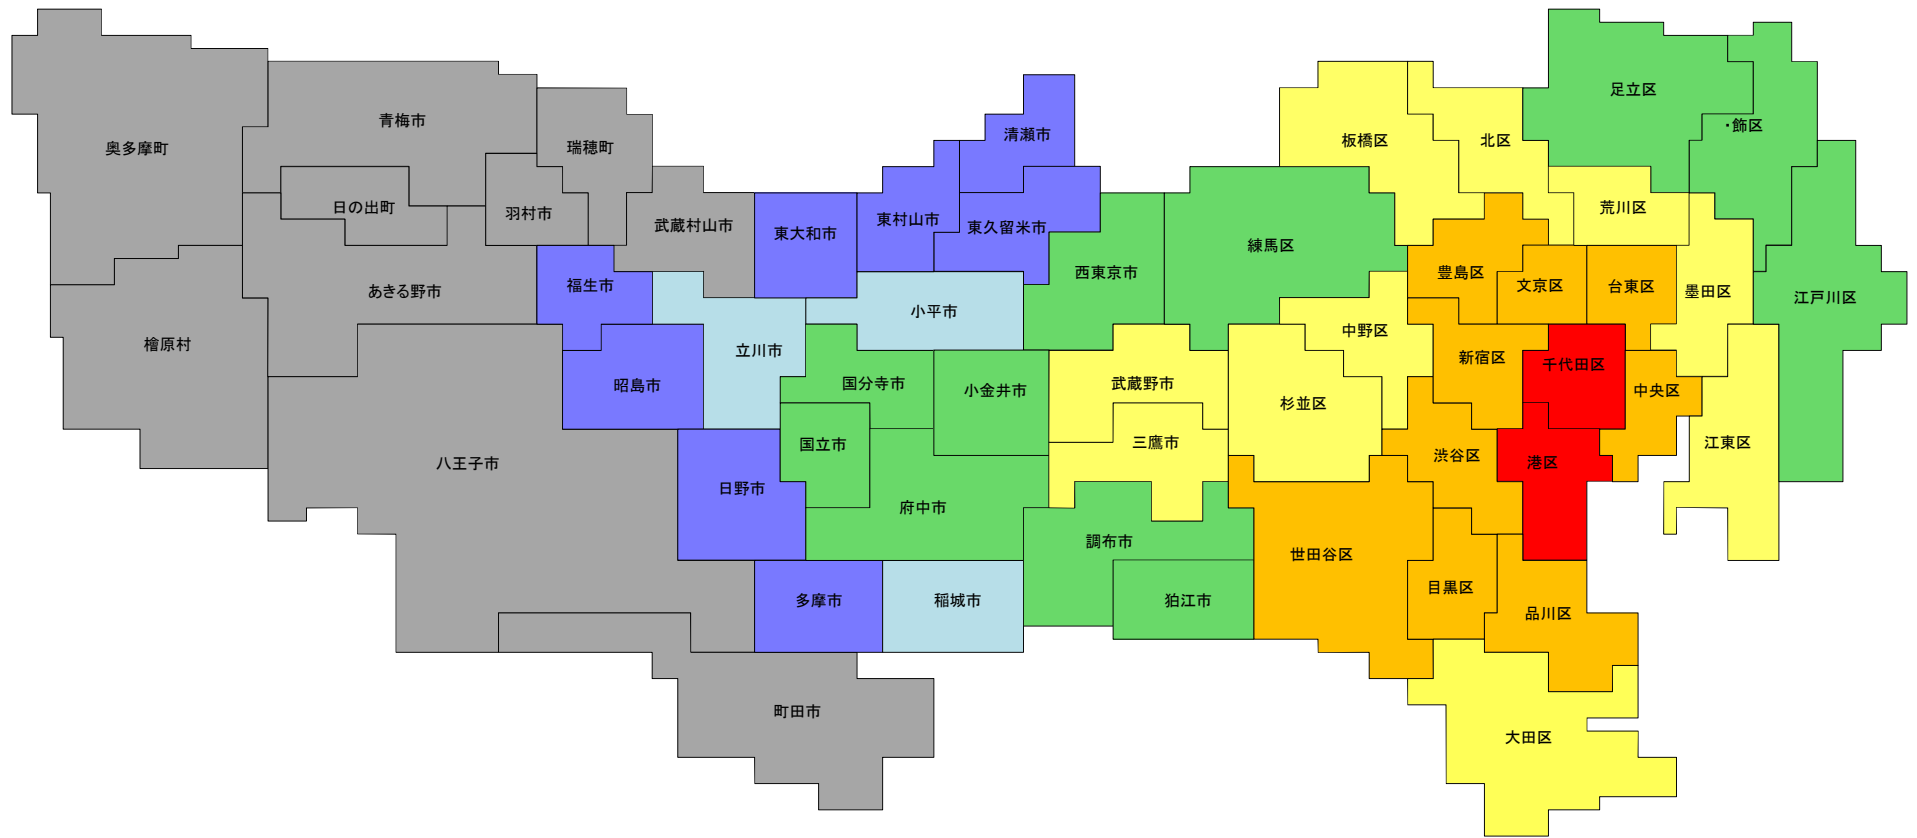 足立区
・飾区
青梅市
清瀬市
板橋区
北区
奥多摩町
瑞穂町
日の出町
羽村市
武蔵村山市
東大和市
東村山市
東久留米市
荒川区
練馬区
西東京市
豊島区
文京区
台東区
墨田区
江戸川区
あきる野市
福生市
小平市
中野区
檜原村
立川市
新宿区
千代田区
昭島市
国分寺市
小金井市
武蔵野市
杉並区
中央区
国立市
三鷹市
江東区
八王子市
渋谷区
港区
日野市
府中市
調布市
世田谷区
目黒区
多摩市
稲城市
狛江市
品川区
町田市
大田区